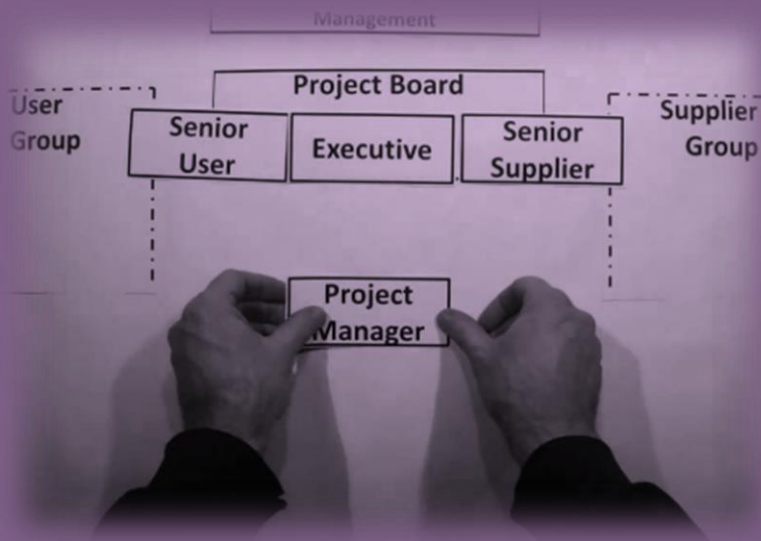 Management
Project Board
User
Group
Senior
User
Executive
Senior
Supplier
Supplier
Group
Project
Manager